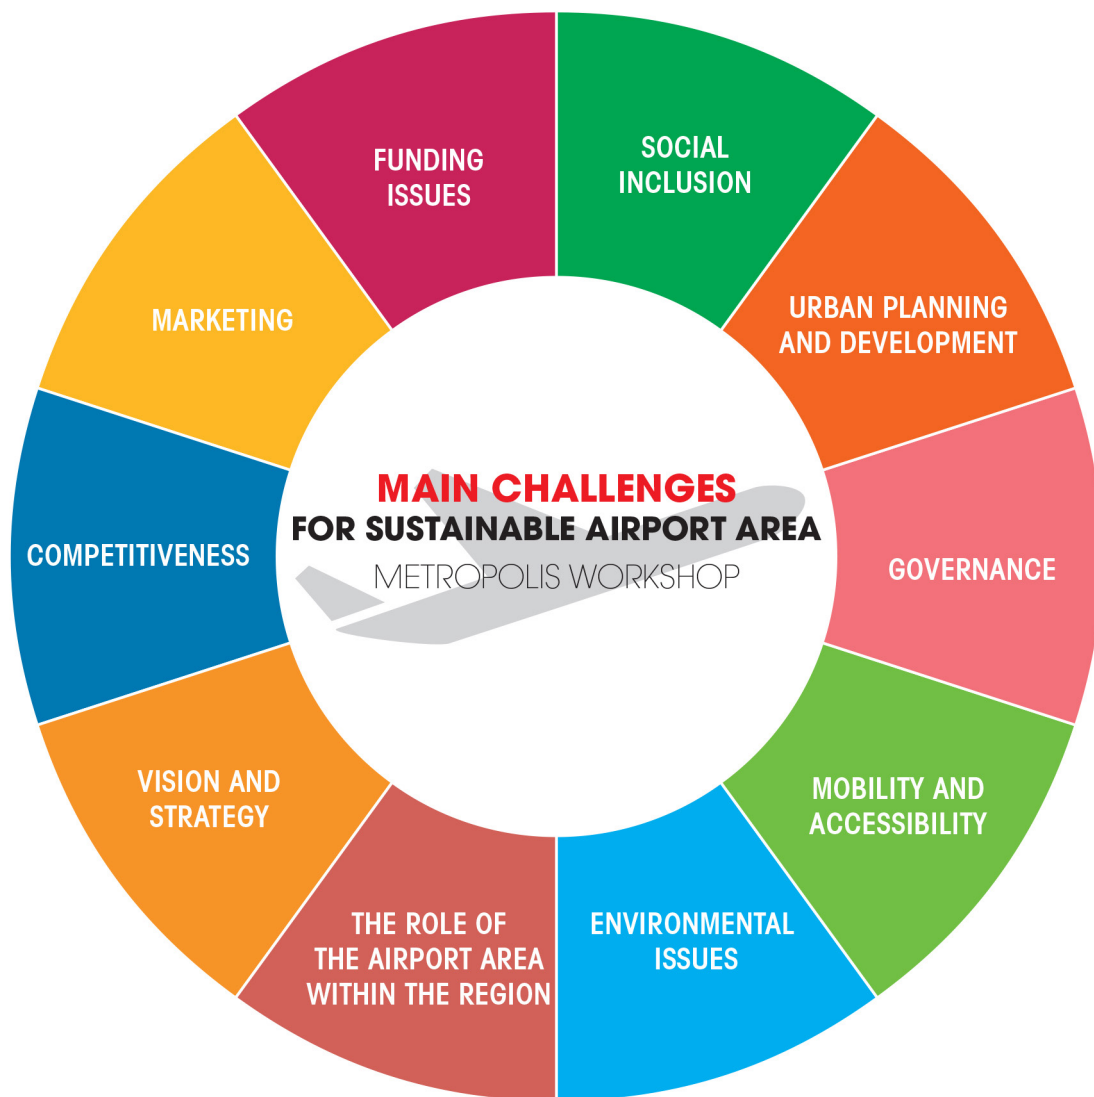 FUNDING
ISSUES
SOCIAL
INCLUSION
URBAN PLANNING
AND DEVELOPMENT
GOVERNANCE
MOBILITY AND
ACCESSIBILITY
ENVIRONMENTAL
ISSUES
THE ROLE OF
THE AIRPORT AREA
WITHIN THE REGION
VISION AND
STRATEGY
COMPETITIVENESS
MARKETING
MAIN CHALLENGES
FOR SUSTAINABLE AIRPORT AREA
METROPOLIS WORKSHOP